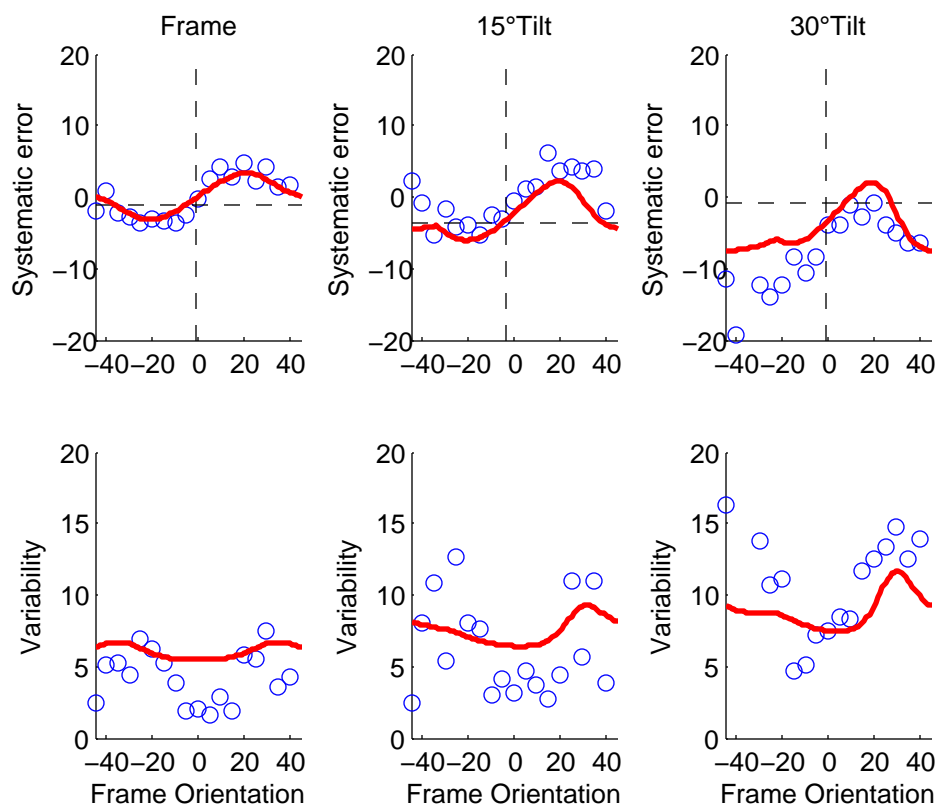 Frame 15°Tilt 30°Tilt
20 20 20
10 10 10
0 0 0
−10 −10 −10
−20 −20 −20
Systematic error Systematic error Systematic error
−40 −20 0 20 40 −40 −20 0 20 40 −40 −20 0 20 40
20 20 20
15 15 15
10 10 10
5 5 5
0 0 0
Variability Variability Variability
−40 −20 0 20 40 −40 −20 0 20 40 −40 −20 0 20 40
Frame Orientation Frame Orientation Frame Orientation